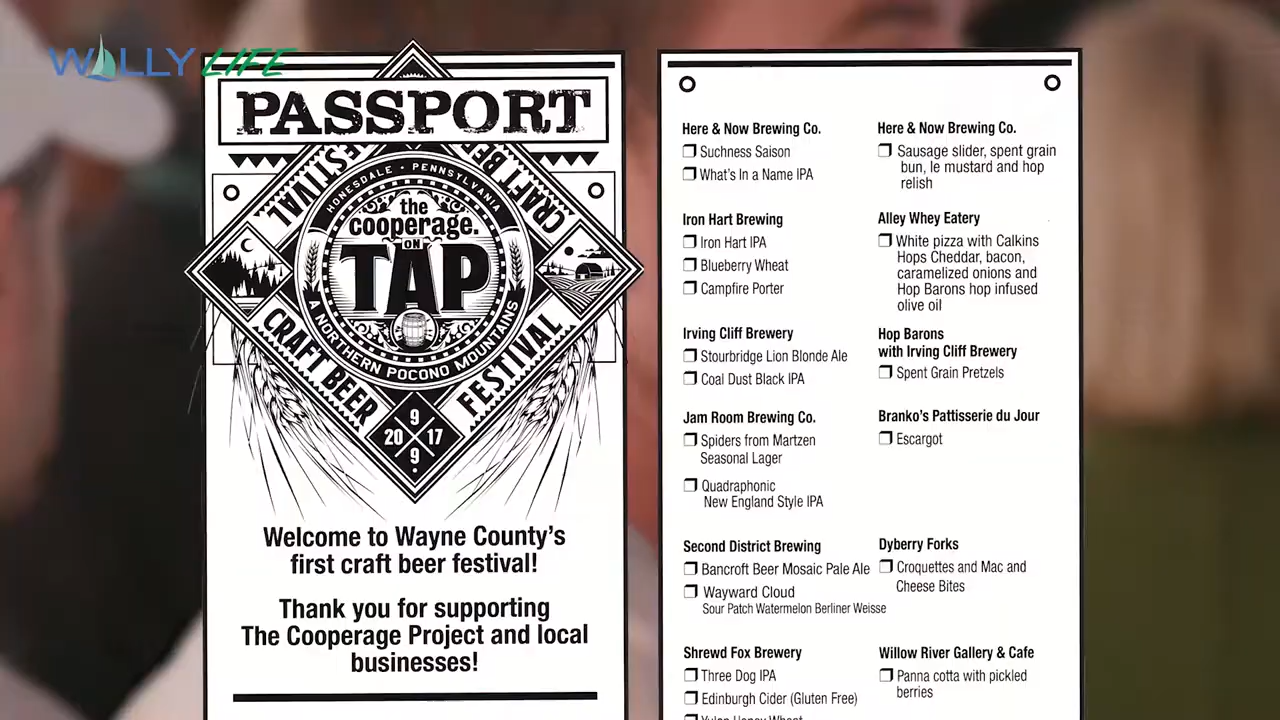 WALLY LIFE
PASSPORT
HONESDALE • PENNSYLVANIA
the
cooperage.
ON
TAP
A NORTHERN POCONO MOUNTAINS
CRAFT BEER
FESTIVAL
CRAFT BEE
ESTIVAL
9
20 17
9
Welcome to Wayne County's
first craft beer festival!
Thank you for supporting
The Cooperage Project and local
businesses!
Here & Now Brewing Co.
Suchness Saison
What's In a Name IPA
Iron Hart Brewing
Iron Hart IPA
Blueberry Wheat
Campfire Porter
Irving Cliff Brewery
Stourbridge Lion Blonde Ale
Coal Dust Black IPA
Jam Room Brewing Co.
Spiders from Martzen
Seasonal Lager
Quadraphonic
New England Style IPA
Second District Brewing
Bancroft Beer Mosaic Pale Ale
Wayward Cloud
Sour Patch Watermelon Berliner Weisse
Shrewd Fox Brewery
Three Dog IPA
Edinburgh Cider (Gluten Free)
Here & Now Brewing Co.
Sausage slider, spent grain
bun, le mustard and hop
relish
Alley Whey Eatery
White pizza with Calkins
Hops Cheddar, bacon,
caramelized onions and
Hop Barons hop infused
olive oil
Hop Barons
with Irving Cliff Brewery
Spent Grain Pretzels
Branko's Pattisserie du Jour
Escargot
Dyberry Forks
Croquettes and Mac and
Cheese Bites
Willow River Gallery & Cafe
Panna cotta with pickled
berries